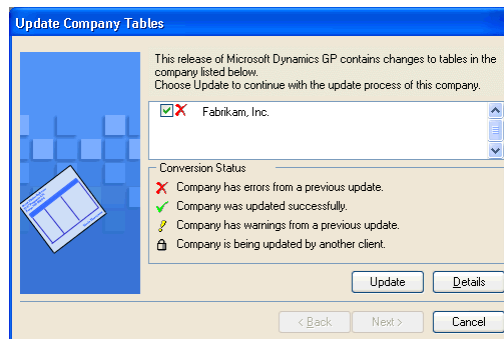 Update Company Tables
This release of Microsoft Dynamics GP contains changes to tables in the
company listed below.
Choose Update to continue with the update process of this company.
Fabrikam, Inc.
Conversion Status
Company has errors from a previous update.
Company was updated successfully.
Company has warnings from a previous update.
Company is being updated by another client.
Update Details
< Back Next > Cancel